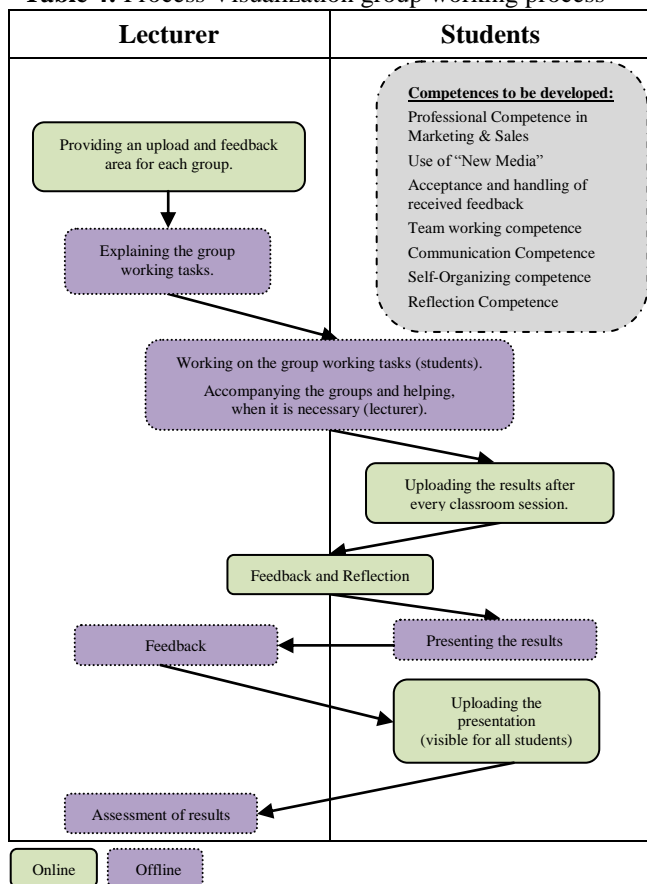 Table 4. Process Visualization group working process
Lecturer
Students
Competences to be developed:
Professional Competence in
Marketing & Sales
Use of “New Media”
Acceptance and handling of
received feedback
Team working competence
Communication Competence
Self-Organizing competence
Reflection Competence
Providing an upload and feedback
area for each group.
Explaining the group
working tasks.
Working on the group working tasks (students).
Accompanying the groups and helping,
when it is necessary (lecturer).
Uploading the results after
every classroom session.
Feedback and Reflection
Presenting the results
Feedback
Uploading the
presentation
(visible for all students)
Assessment of results
Online
Offline